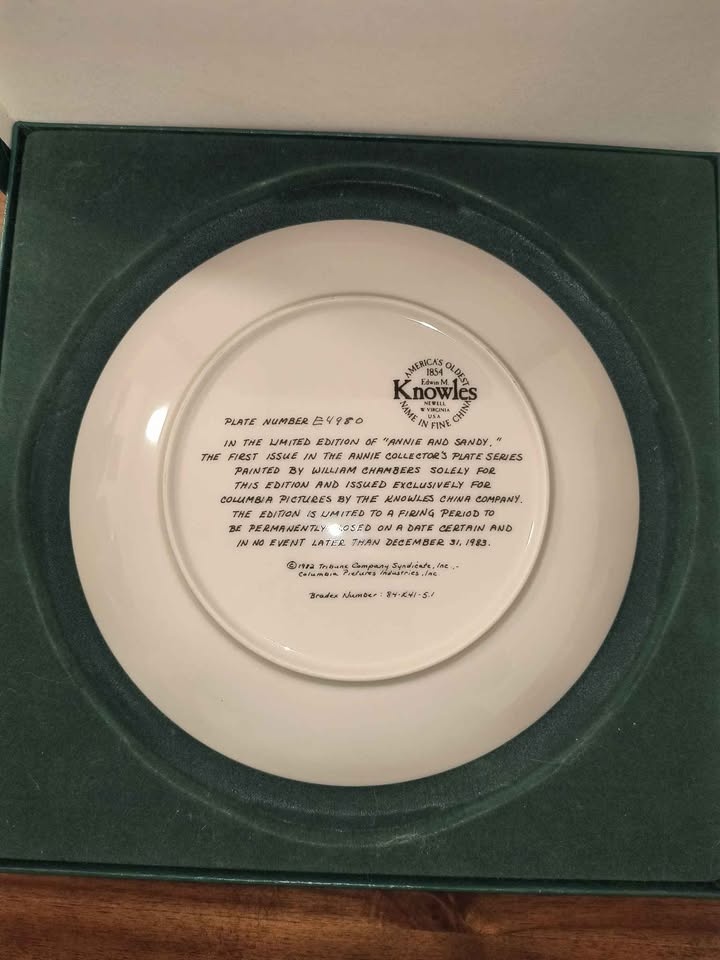 AMERICA'S OLDEST
1854
Edwin M.
Knowles
NEWELL
W VIRGINIA
U.S.A
NAME IN FINE CHINA
PLATE NUMBER E4980
IN THE LIMITED EDITION OF "ANNIE AND SANDY,"
THE FIRST ISSUE IN THE ANNIE COLLECTOR'S PLATE SERIES
PAINTED BY WILLIAM CHAMBERS SOLELY FOR
THIS EDITION AND ISSUED EXCLUSIVELY FOR
COLUMBIA PICTURES BY THE KNOWLES CHINA COMPANY.
THE EDITION IS LIMITED TO A FIRING PERIOD TO
BE PERMANENTLY CLOSED ON A DATE CERTAIN AND
IN NO EVENT LATER THAN DECEMBER 31, 1983.
©1982 Tribune Company Syndicate, Inc.,
Columbia Pictures Industries, Inc.
Bradex Number: 84-K41-5.1